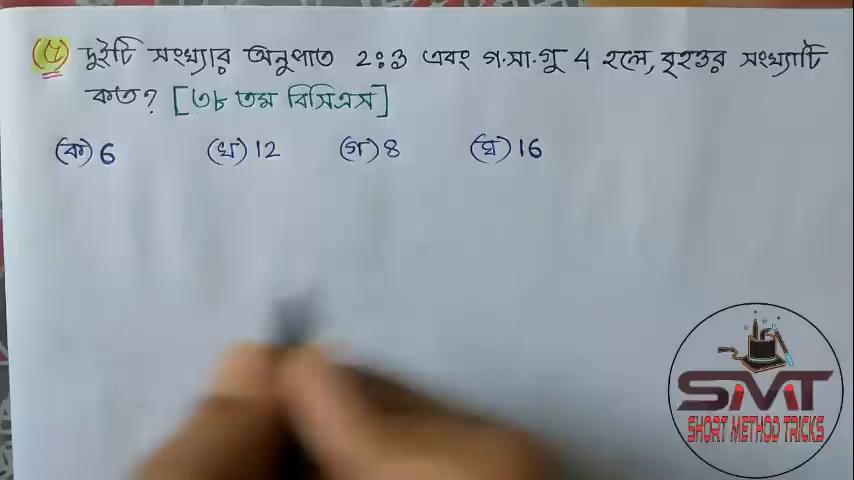 (৫) দুইটি সংখ্যার অনুপাত 2:3 এবং গ.সা.গু 4 হলে, বৃহত্তর সংখ্যাটি
কত? [৩৮ তম বিসিএস]
(ক) 6 (খ) 12 (গ) 8 (ঘ) 16
SMT
SHORT METHOD TRICKS